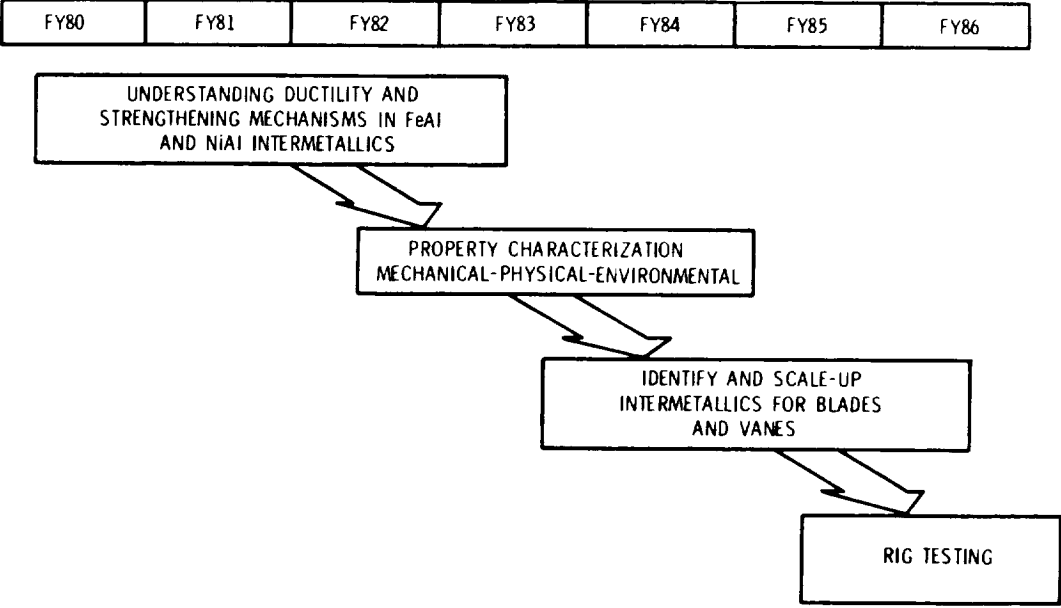 FY80 FY81 FY82 FY83 FY84 FY85 FY86
UNDERSTANDING DUCTILITY AND
STRENGTHENING MECHANISMS IN FeAl
AND NiAl INTERMETALLICS
PROPERTY CHARACTERIZATION
MECHANICAL-PHYSICAL-ENVIRONMENTAL
IDENTIFY AND SCALE-UP
INTERMETALLICS FOR BLADES
AND VANES
RIG TESTING